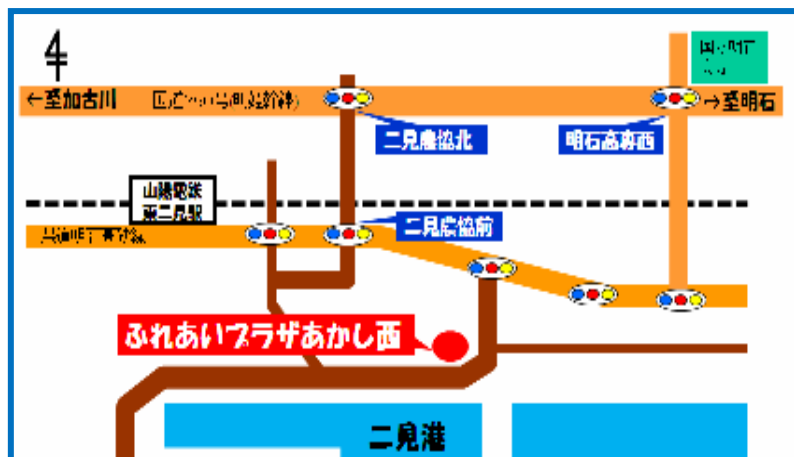 ←至加古川
→至明石
二見農協北
明石高専西
山陽電鉄
東二見駅
二見農協前
ふれあいプラザあかし西
二見港